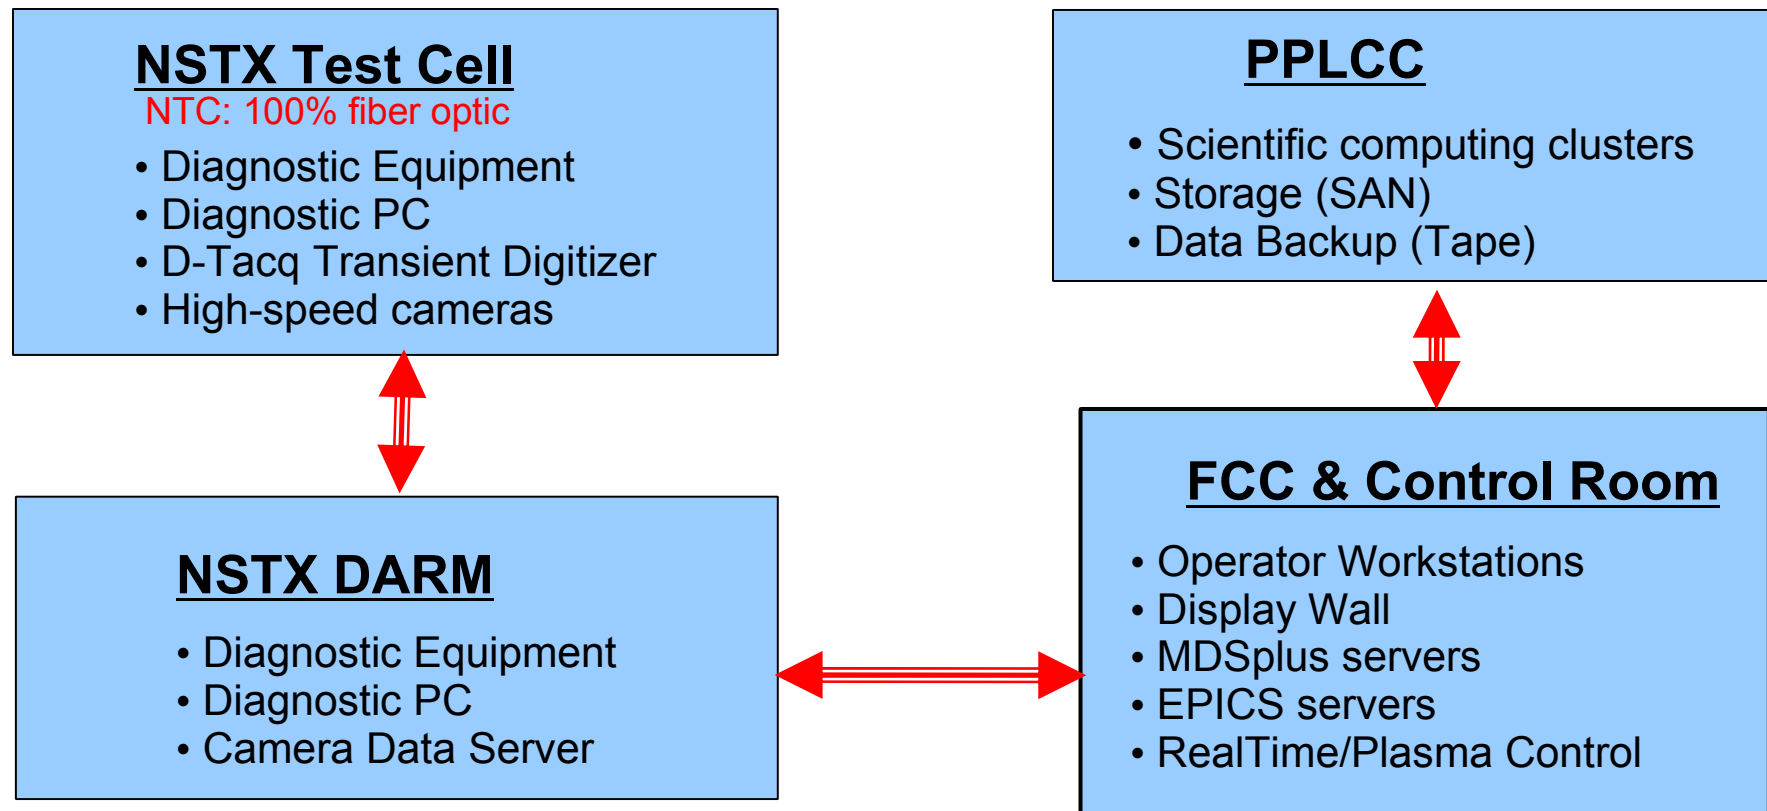 NSTX Test Cell
NTC: 100% fiber optic
• Diagnostic Equipment
• Diagnostic PC
• D-Tacq Transient Digitizer
• High-speed cameras
PPLCC
• Scientific computing clusters
• Storage (SAN)
• Data Backup (Tape)
NSTX DARM
• Diagnostic Equipment
• Diagnostic PC
• Camera Data Server
FCC & Control Room
• Operator Workstations
• Display Wall
• MDSplus servers
• EPICS servers
• RealTime/Plasma Control